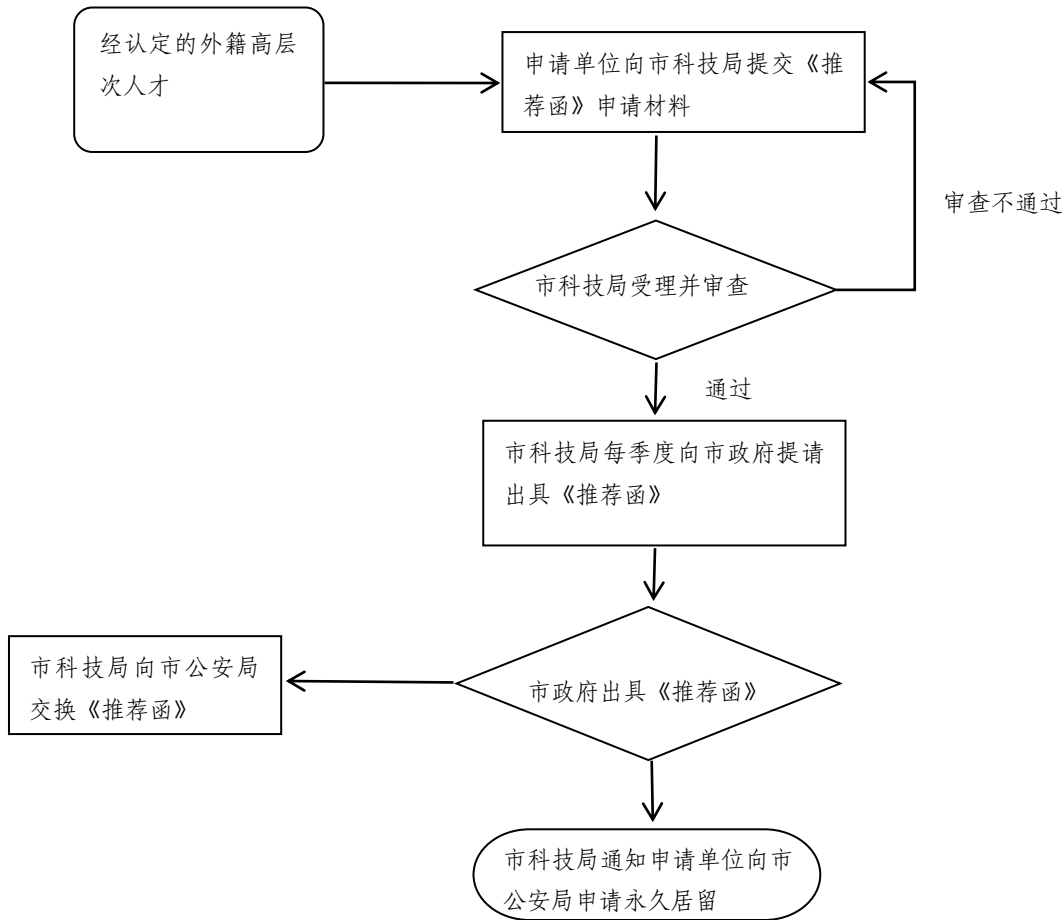 经认定的外籍高层
次人才
申请单位向市科技局提交《推
荐函》申请材料
审查不通过
市科技局受理并审查
通过
市科技局每季度向市政府提请
出具《推荐函》
市科技局向市公安局
交换《推荐函》
市政府出具《推荐函》
市科技局通知申请单位向市
公安局申请永久居留